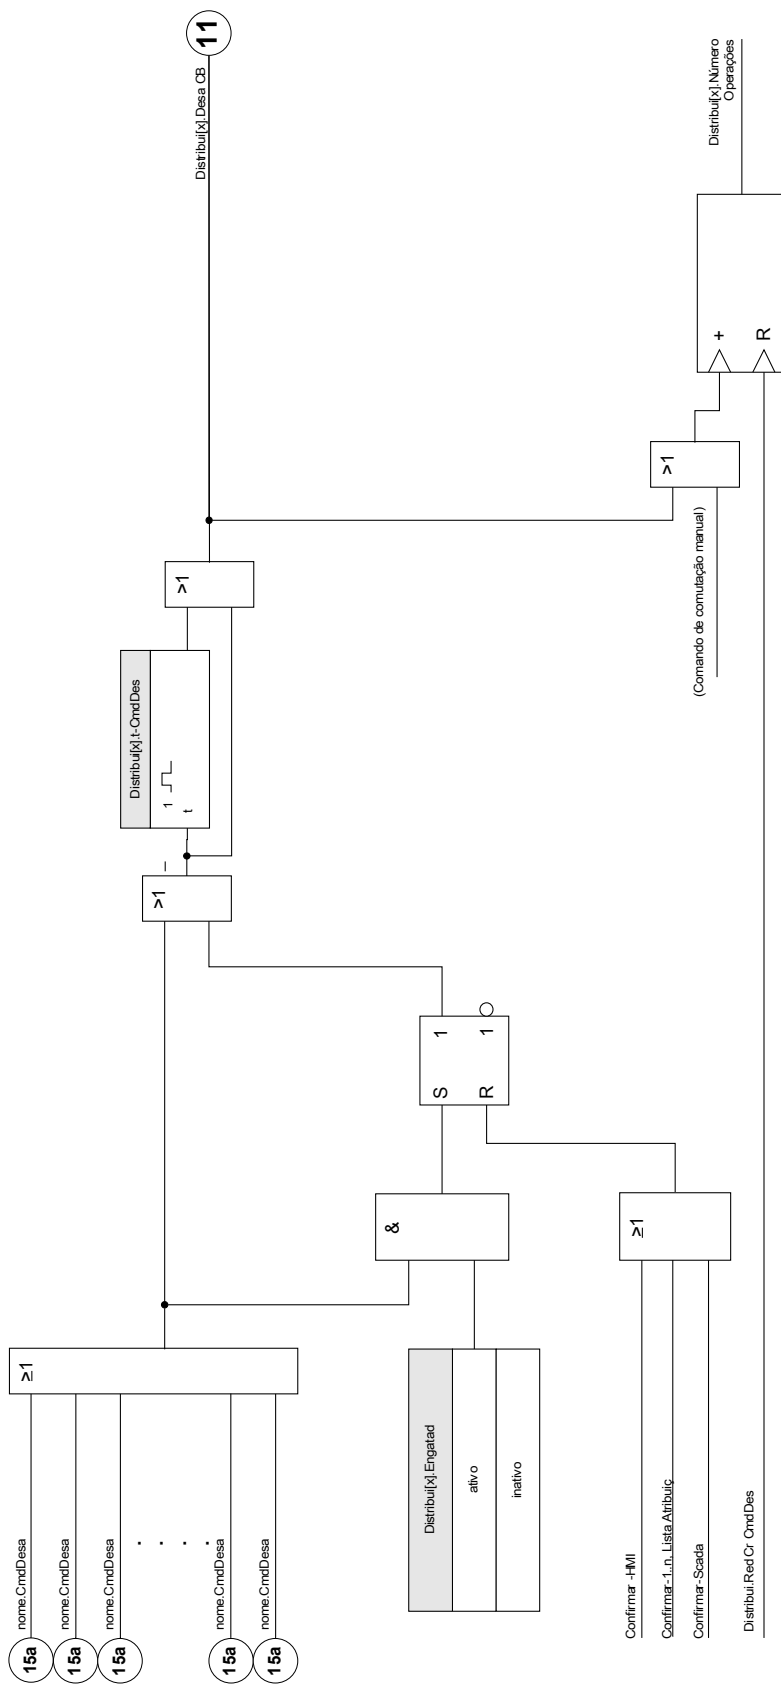 15a
nome.CmdDesa
15a
nome.CmdDesa
15a
nome.CmdDesa
. . . .
15a
nome.CmdDesa
15a
nome.CmdDesa
≥1
Distribui[x].Engatad
ativo
inativo
&
Confirmar-HMI
Confirmar-1..n, Lista Atribuiç
Confirmar-Scada
≥1
S 1
R 1
>1
Distribui[x].t-CmdDes
1
t
>1
Distribui[x].Desa CB
11
(Comando de comutação manual)
>1
Distribui.Red Cr CmdDes
+
R
Distribui[x].Número
Operações